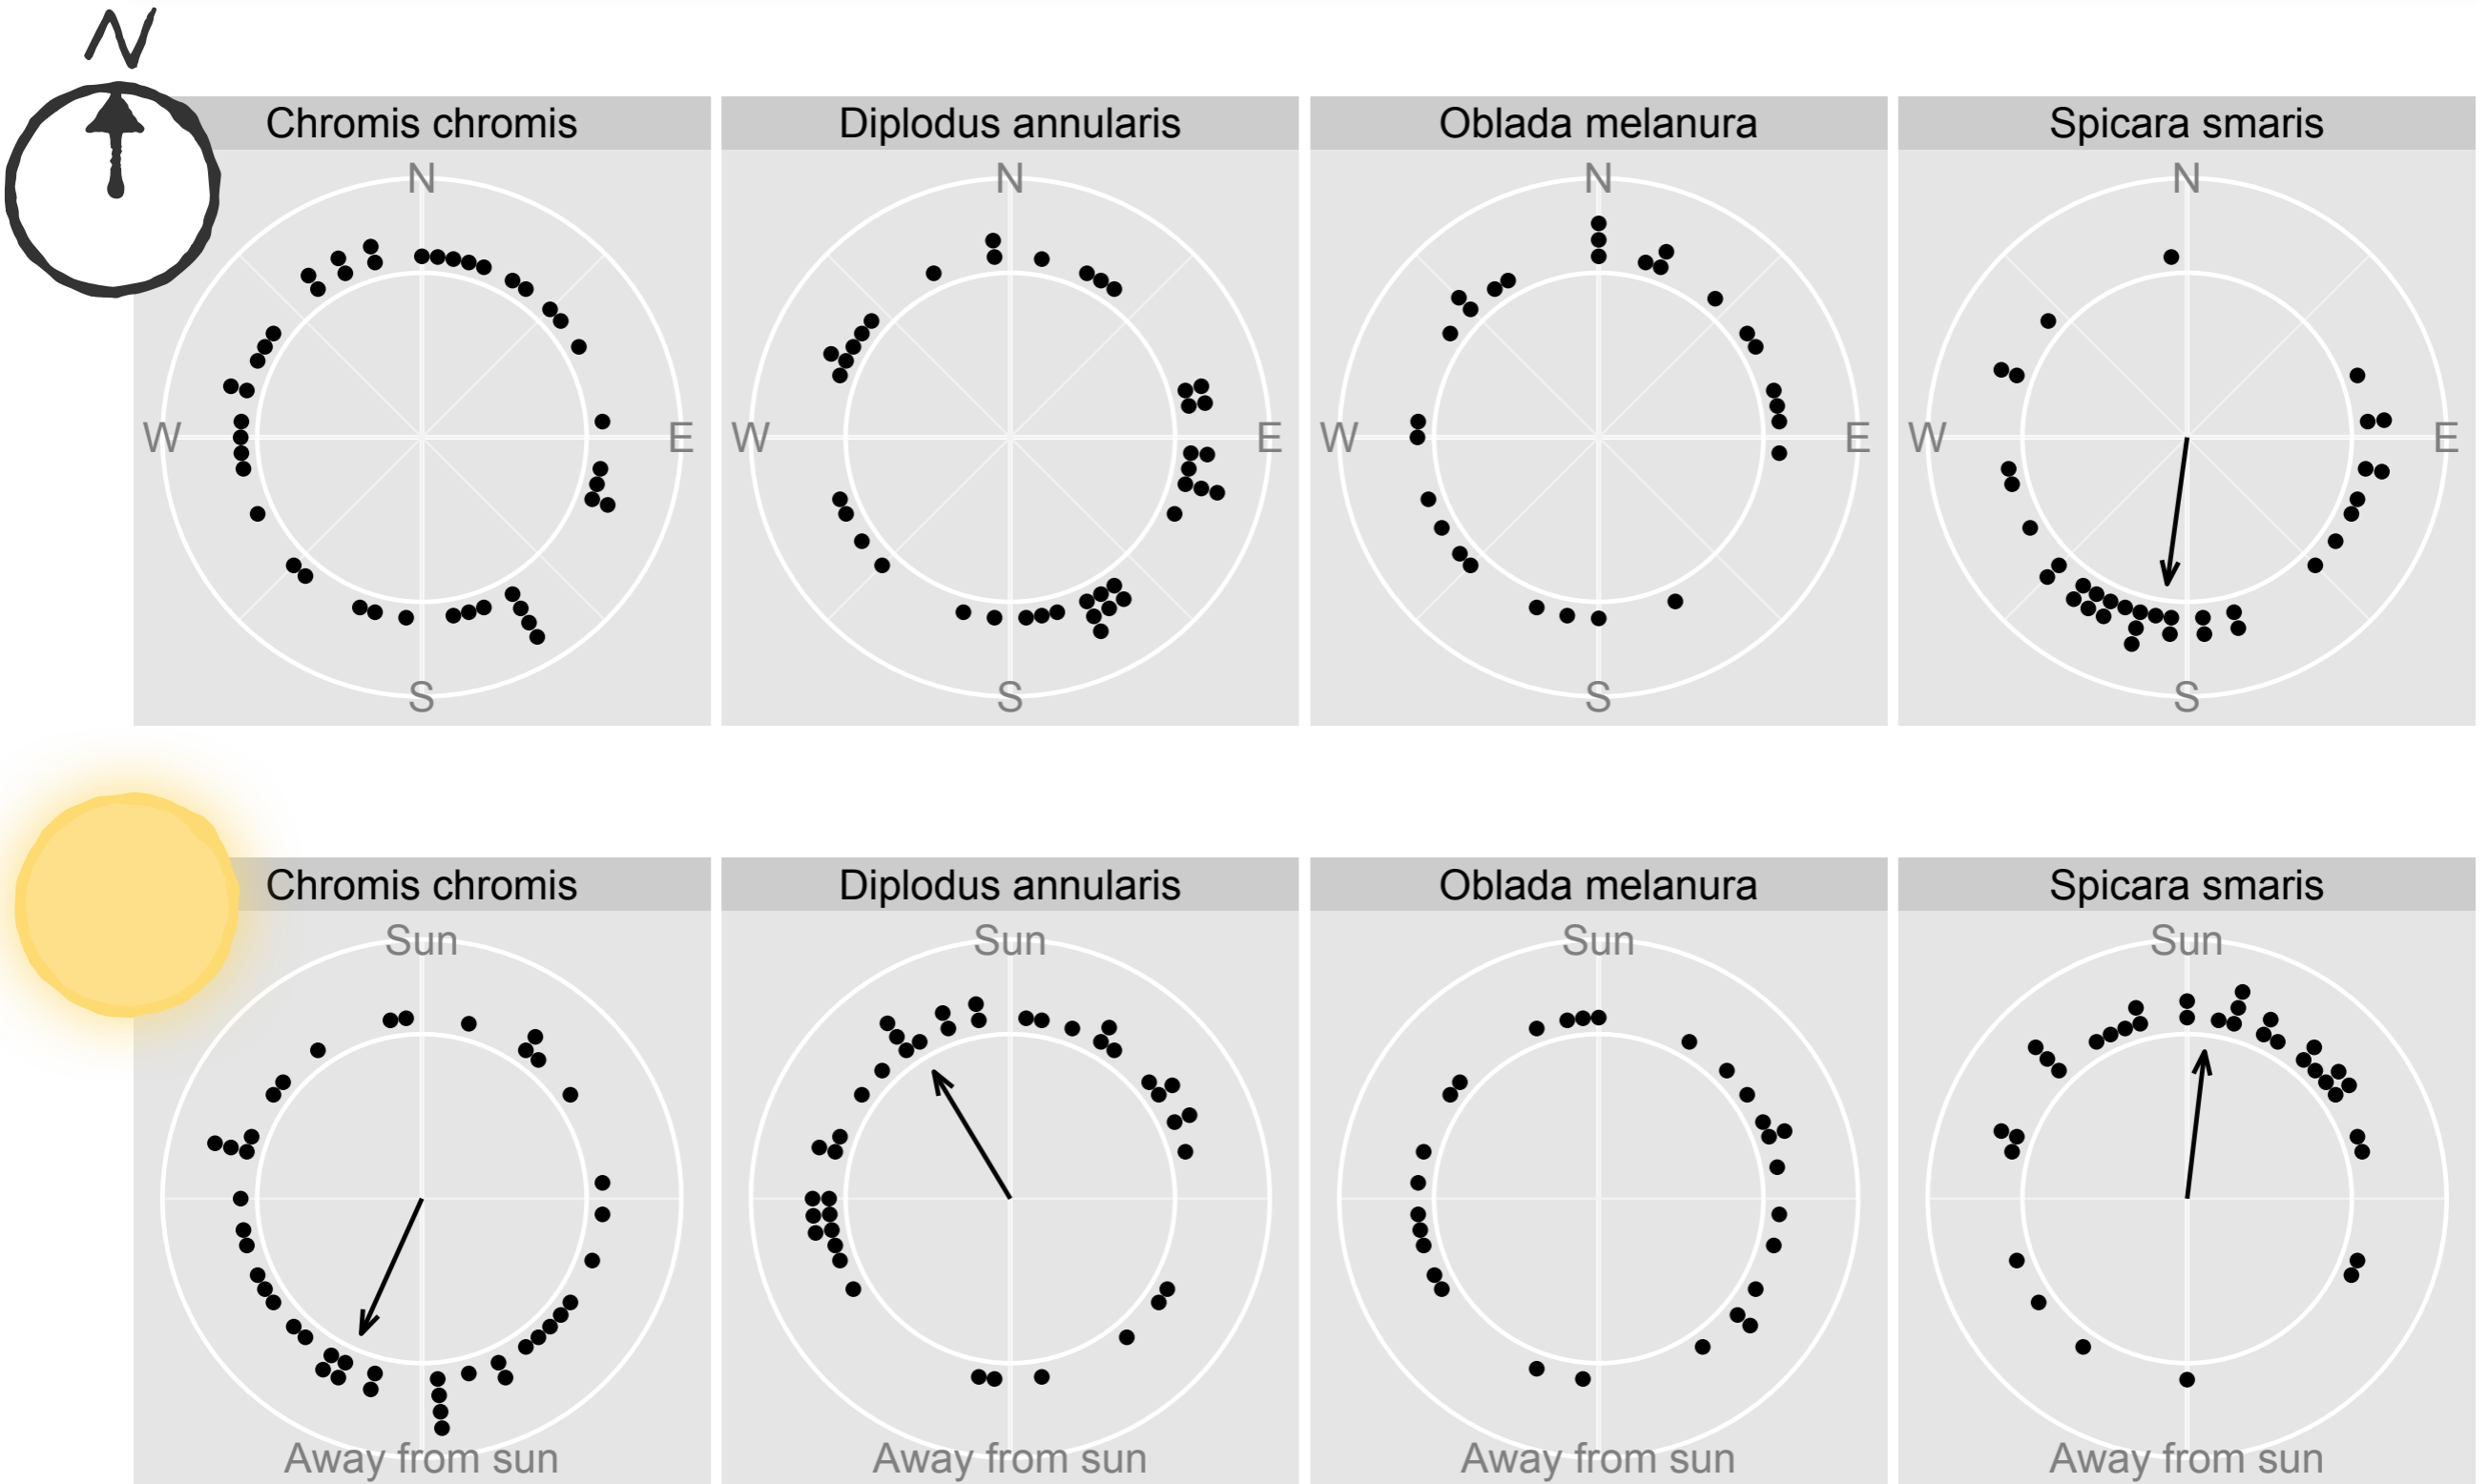 N
Chromis chromis
Diplodus annularis
Oblada melanura
Spicara smaris
N
N
N
N
W
E
W
E
W
E
W
E
S
S
S
S
Chromis chromis
Diplodus annularis
Oblada melanura
Spicara smaris
Sun
Sun
Sun
Sun
Away from sun
Away from sun
Away from sun
Away from sun